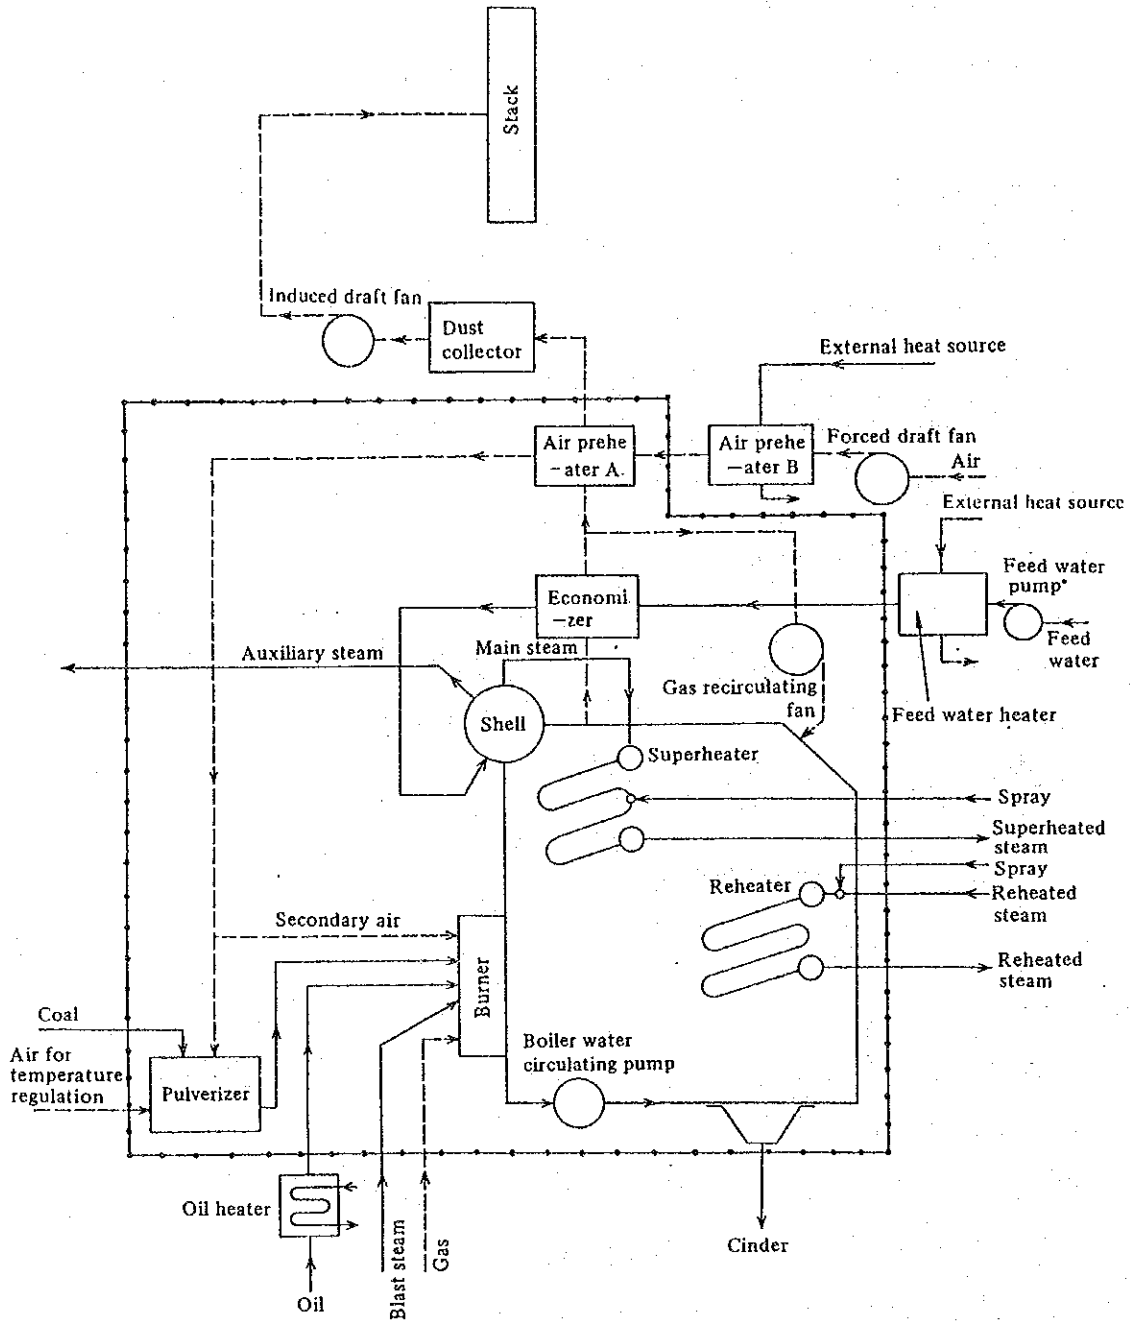 Stack
Induced draft fan
Dust
collector
External heat source
Air prehe
-ater A.
Air prehe
-ater B
Forced draft fan
Air
External heat source
Feed water
pump
Economi
-zer
Feed
water
Auxiliary steam
Main steam
Gas recirculating
fan
Feed water heater
Shell
Superheater
Spray
Superheated
steam
Spray
Reheater
Reheated
steam
Secondary air
Reheated
steam
Burner
Coal
Air for
temperature
regulation
Pulverizer
Boiler water
circulating pump
Oil heater
Blast steam
Gas
Cinder
Oil